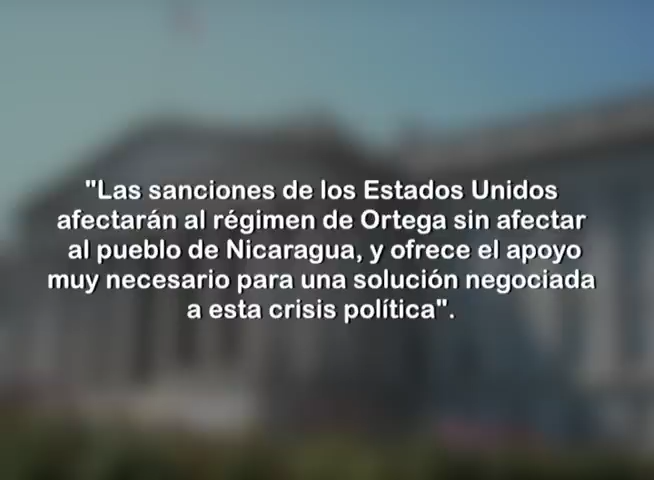 "Las sanciones de los Estados Unidos
afectarán al régimen de Ortega sin afectar
al pueblo de Nicaragua, y ofrece el apoyo
muy necesario para una solución negociada
a esta crisis política".